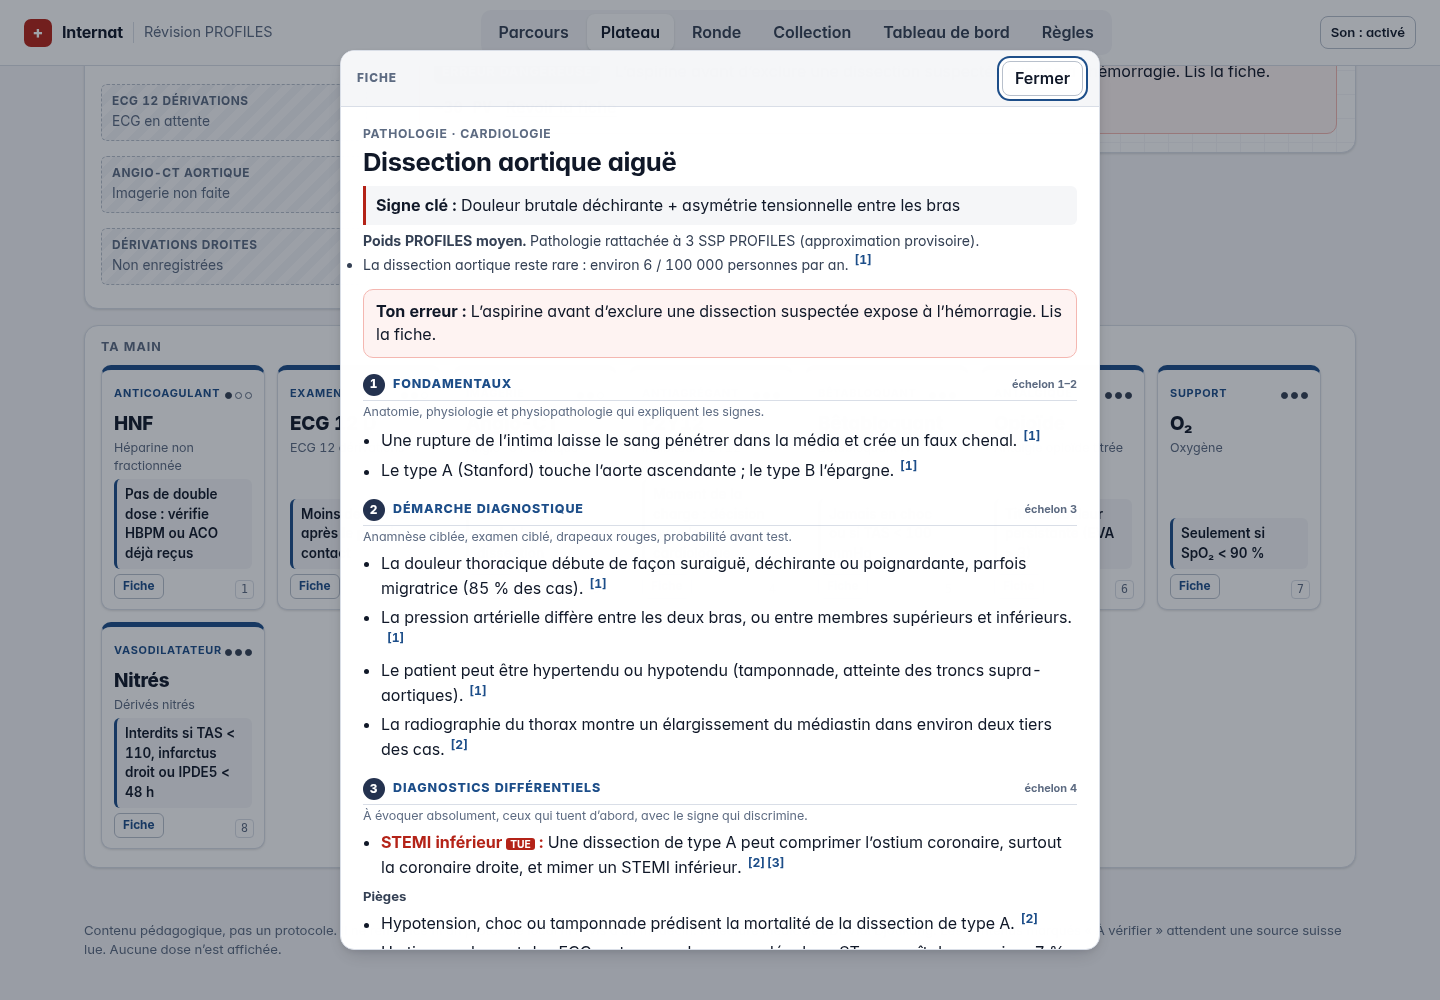 + Internat Révision PROFILES Parcours Plateau Ronde Collection Tableau de bord Règles Son : activé
ECG 12 DÉRIVATIONS
ECG en attente
ANGIO-CT AORTIQUE
Imagerie non faite
DÉRIVATIONS DROITES
Non enregistrées
émorragie. Lis la fiche.
FICHE Fermer
PATHOLOGIE · CARDIOLOGIE
Dissection aortique aiguë
Signe clé : Douleur brutale déchirante + asymétrie tensionnelle entre les bras
Poids PROFILES moyen. Pathologie rattachée à 3 SSP PROFILES (approximation provisoire).
• La dissection aortique reste rare : environ 6 / 100 000 personnes par an. [1]
Ton erreur : L’aspirine avant d’exclure une dissection suspectée expose à l’hémorragie. Lis
la fiche.
1 FONDAMENTAUX échelon 1–2
Anatomie, physiologie et physiopathologie qui expliquent les signes.
• Une rupture de l’intima laisse le sang pénétrer dans la média et crée un faux chenal. [1]
• Le type A (Stanford) touche l’aorte ascendante ; le type B l’épargne. [1]
2 DÉMARCHE DIAGNOSTIQUE échelon 3
Anamnèse ciblée, examen ciblé, drapeaux rouges, probabilité avant test.
• La douleur thoracique débute de façon suraiguë, déchirante ou poignardante, parfois
migratrice (85 % des cas). [1]
• La pression artérielle diffère entre les deux bras, ou entre membres supérieurs et inférieurs.
[1]
• Le patient peut être hypertendu ou hypotendu (tamponnade, atteinte des troncs supra-
aortiques). [1]
• La radiographie du thorax montre un élargissement du médiastin dans environ deux tiers
des cas. [2]
3 DIAGNOSTICS DIFFÉRENTIELS échelon 4
À évoquer absolument, ceux qui tuent d’abord, avec le signe qui discrimine.
• STEMI inférieur TUE : Une dissection de type A peut comprimer l’ostium coronaire, surtout
la coronaire droite, et mimer un STEMI inférieur. [2] [3]
Pièges
• Hypotension, choc ou tamponnade prédisent la mortalité de la dissection de type A. [2]
TA MAIN
ANTICOAGULANT
HNF
Héparine non
fractionnée
Pas de double
dose : vérifie
HBPM ou ACO
déjà reçus
Fiche 1
EXAMEN
ECG 1
ECG 12
Moins
après
conta
Fiche
trée
r
VA
6
SUPPORT
O₂
Oxygène
Seulement si
SpO₂ < 90 %
Fiche 7
VASODILATATEUR
Nitrés
Dérivés nitrés
Interdits si TAS <
110, infarctus
droit ou IPDE5 <
48 h
Fiche 8
Contenu pédagogique, pas un protocole. À vérifier » attendent une source suisse
lue. Aucune dose n’est affichée.